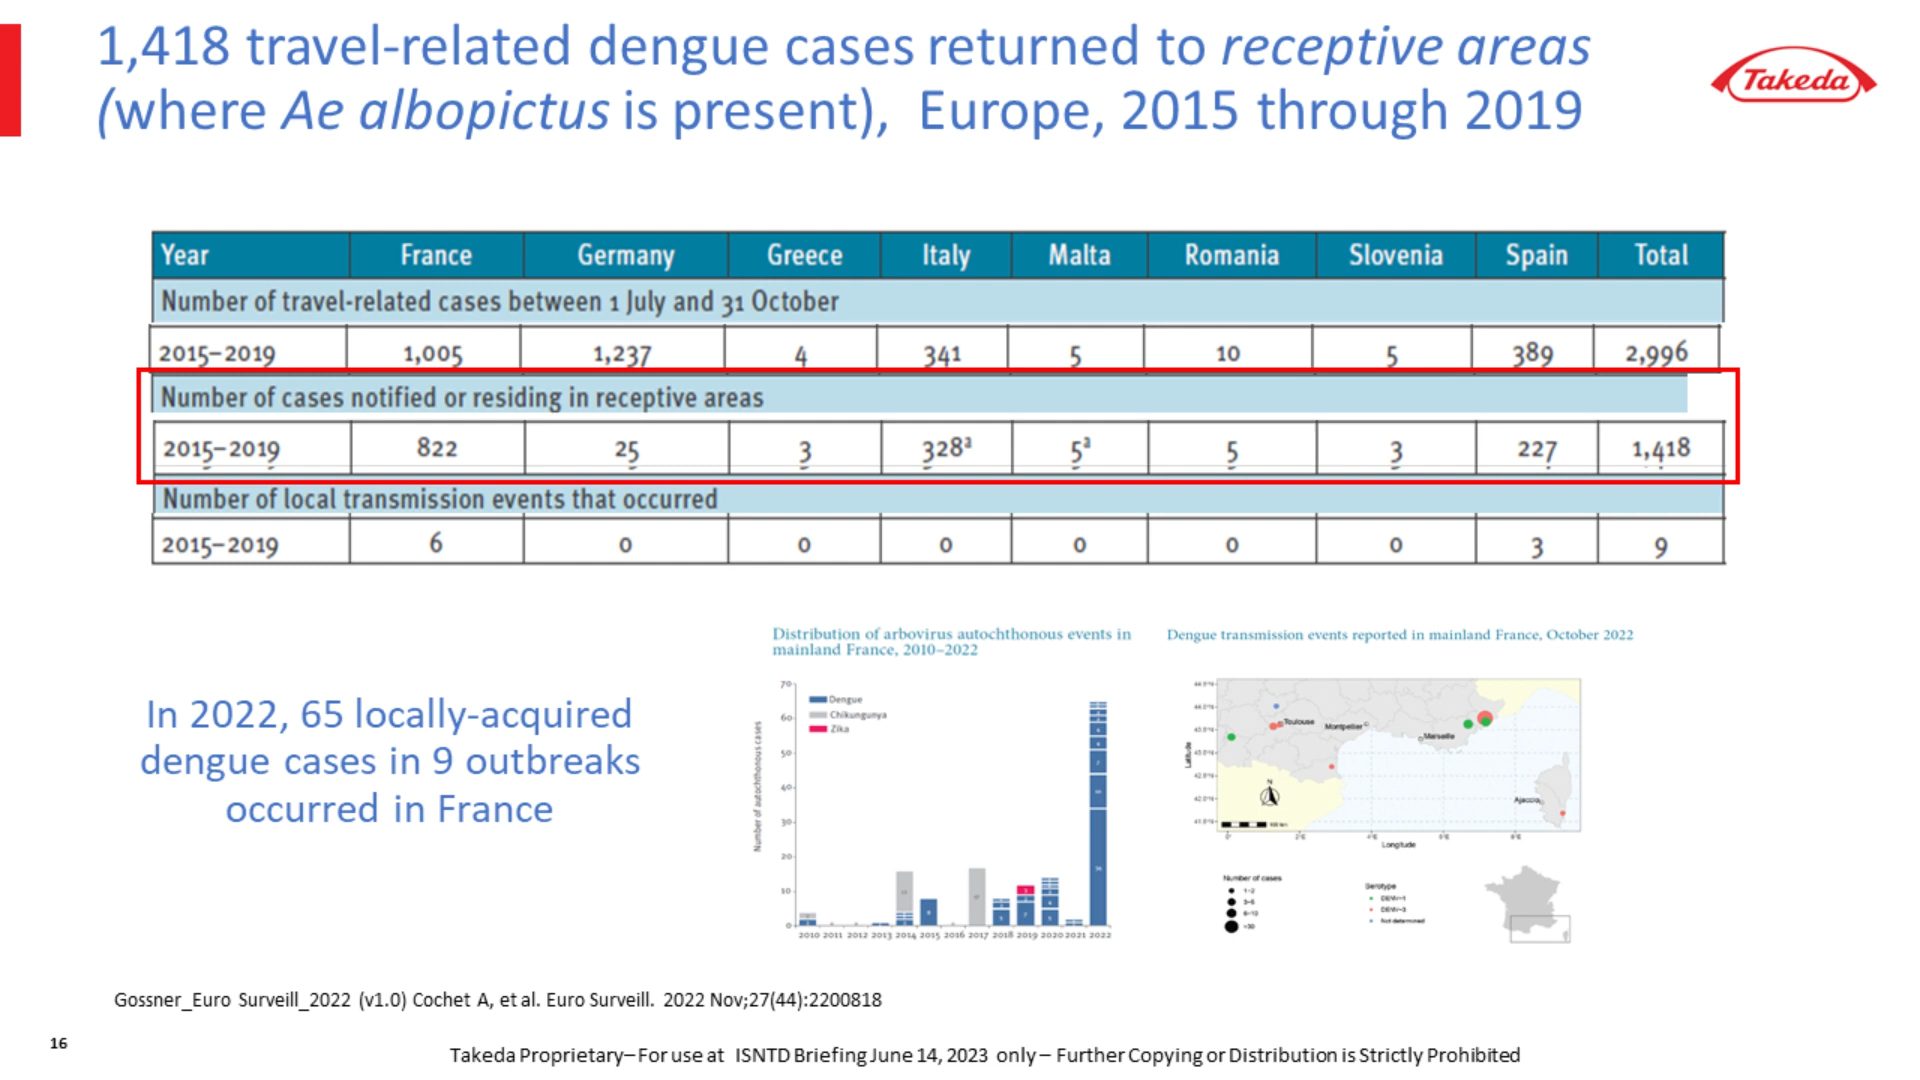 1,418 travel-related dengue cases returned to receptive areas
(where Ae albopictus is present), Europe, 2015 through 2019
Takeda
Year France Germany Greece Italy Malta Romania Slovenia Spain Total
Number of travel-related cases between 1 July and 31 October
2015–2019 1,005 1,237 4 341 5 10 5 389 2,996
Number of cases notified or residing in receptive areas
2015–2019 822 25 3 328ª 5ª 5 3 227 1,418
Number of local transmission events that occurred
2015–2019 6 0 0 0 0 0 0 3 9
In 2022, 65 locally-acquired
dengue cases in 9 outbreaks
occurred in France
Distribution of arbovirus autochthonous events in
mainland France, 2010–2022
Number of autochthonous cases
70
60
50
40
30
20
10
0
Dengue
Chikungunya
Zika
2010 2011 2012 2013 2014 2015 2016 2017 2018 2019 2020 2021 2022
Dengue transmission events reported in mainland France, October 2022
Latitude
Toulouse
Montpellier
Marseille
Ajaccio
N
Longitude
Number of cases
1–2
3–5
6–10
>30
Serotype
DENV-1
DENV-3
Not determined
Gossner_Euro Surveill_2022 (v1.0) Cochet A, et al. Euro Surveill. 2022 Nov;27(44):2200818
16
Takeda Proprietary–For use at ISNTD Briefing June 14, 2023 only – Further Copying or Distribution is Strictly Prohibited